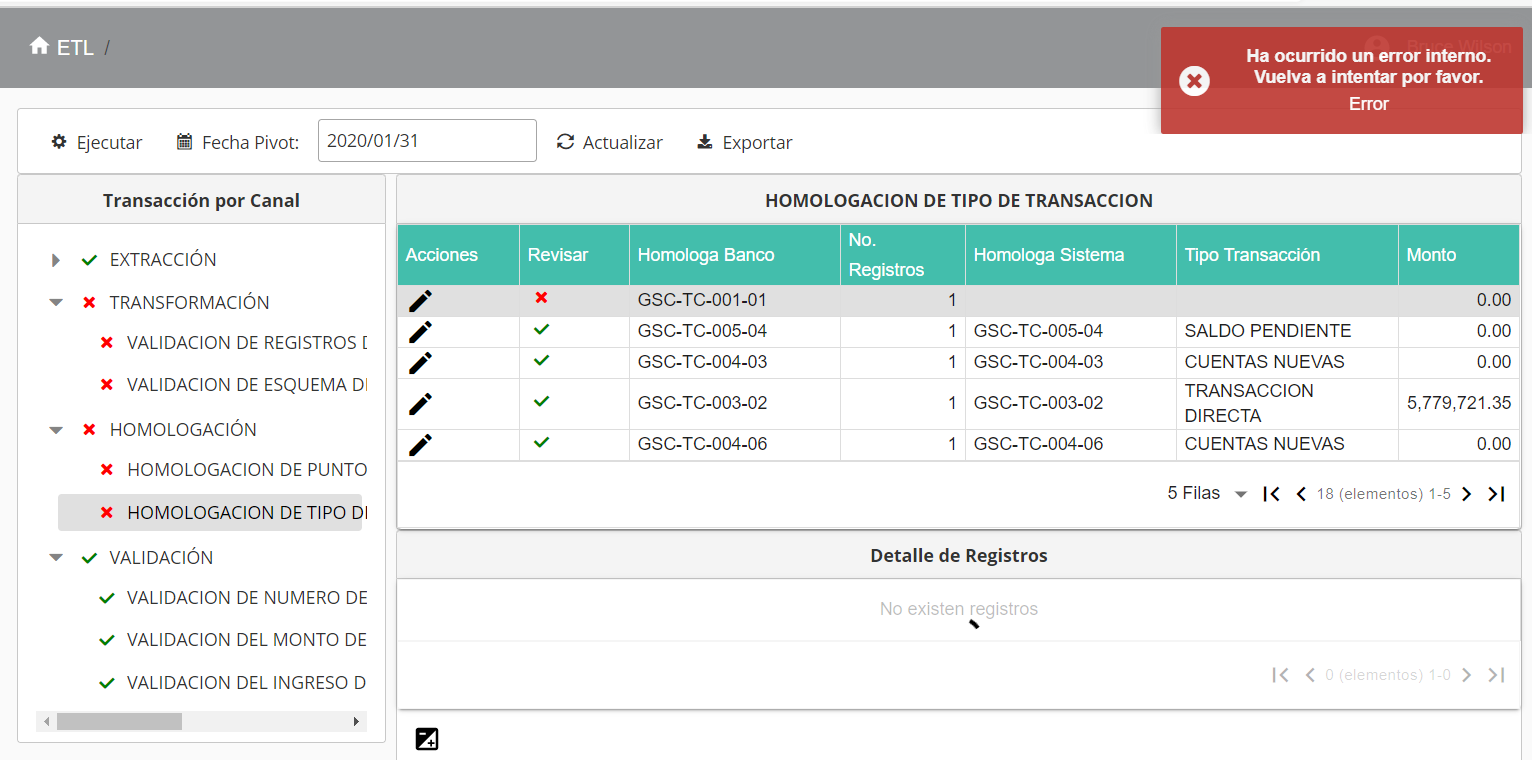 ETL /
Bruce Wilson
Ha ocurrido un error interno.
Vuelva a intentar por favor.
Error
Ejecutar
Fecha Pivot:
2020/01/31
Actualizar
Exportar
Transacción por Canal
EXTRACCIÓN
TRANSFORMACIÓN
VALIDACION DE REGISTROS D
VALIDACION DE ESQUEMA DE
HOMOLOGACIÓN
HOMOLOGACION DE PUNTO
HOMOLOGACION DE TIPO DE
VALIDACIÓN
VALIDACION DE NUMERO DE
VALIDACION DEL MONTO DE
VALIDACION DEL INGRESO D
HOMOLOGACION DE TIPO DE TRANSACCION
Acciones Revisar Homologa Banco No. Registros Homologa Sistema Tipo Transacción Monto
GSC-TC-001-01 1 0.00
GSC-TC-005-04 1 GSC-TC-005-04 SALDO PENDIENTE 0.00
GSC-TC-004-03 1 GSC-TC-004-03 CUENTAS NUEVAS 0.00
GSC-TC-003-02 1 GSC-TC-003-02 TRANSACCION DIRECTA 5,779,721.35
GSC-TC-004-06 1 GSC-TC-004-06 CUENTAS NUEVAS 0.00
5 Filas 18 (elementos) 1-5
Detalle de Registros
No existen registros
0 (elementos) 1-0